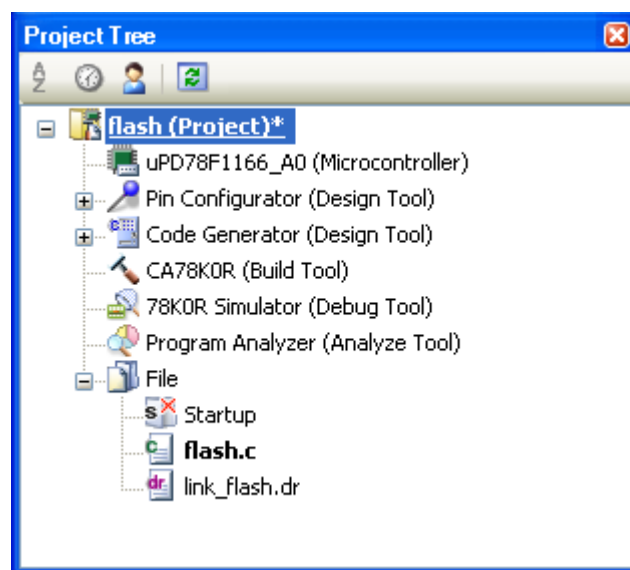 Project Tree
flash (Project)*
uPD78F1166_A0 (Microcontroller)
Pin Configurator (Design Tool)
Code Generator (Design Tool)
CA78K0R (Build Tool)
78K0R Simulator (Debug Tool)
Program Analyzer (Analyze Tool)
File
Startup
flash.c
link_flash.dr